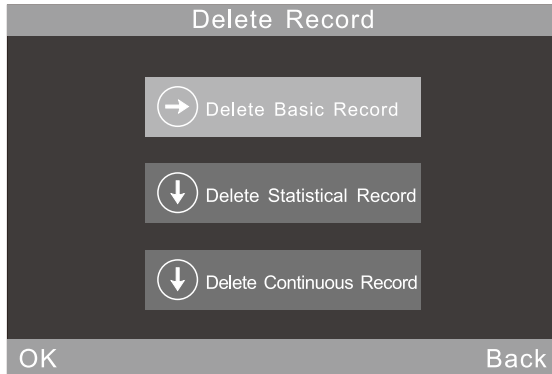 Delete Record
Delete Basic Record
Delete Statistical Record
Delete Continuous Record
OK Back